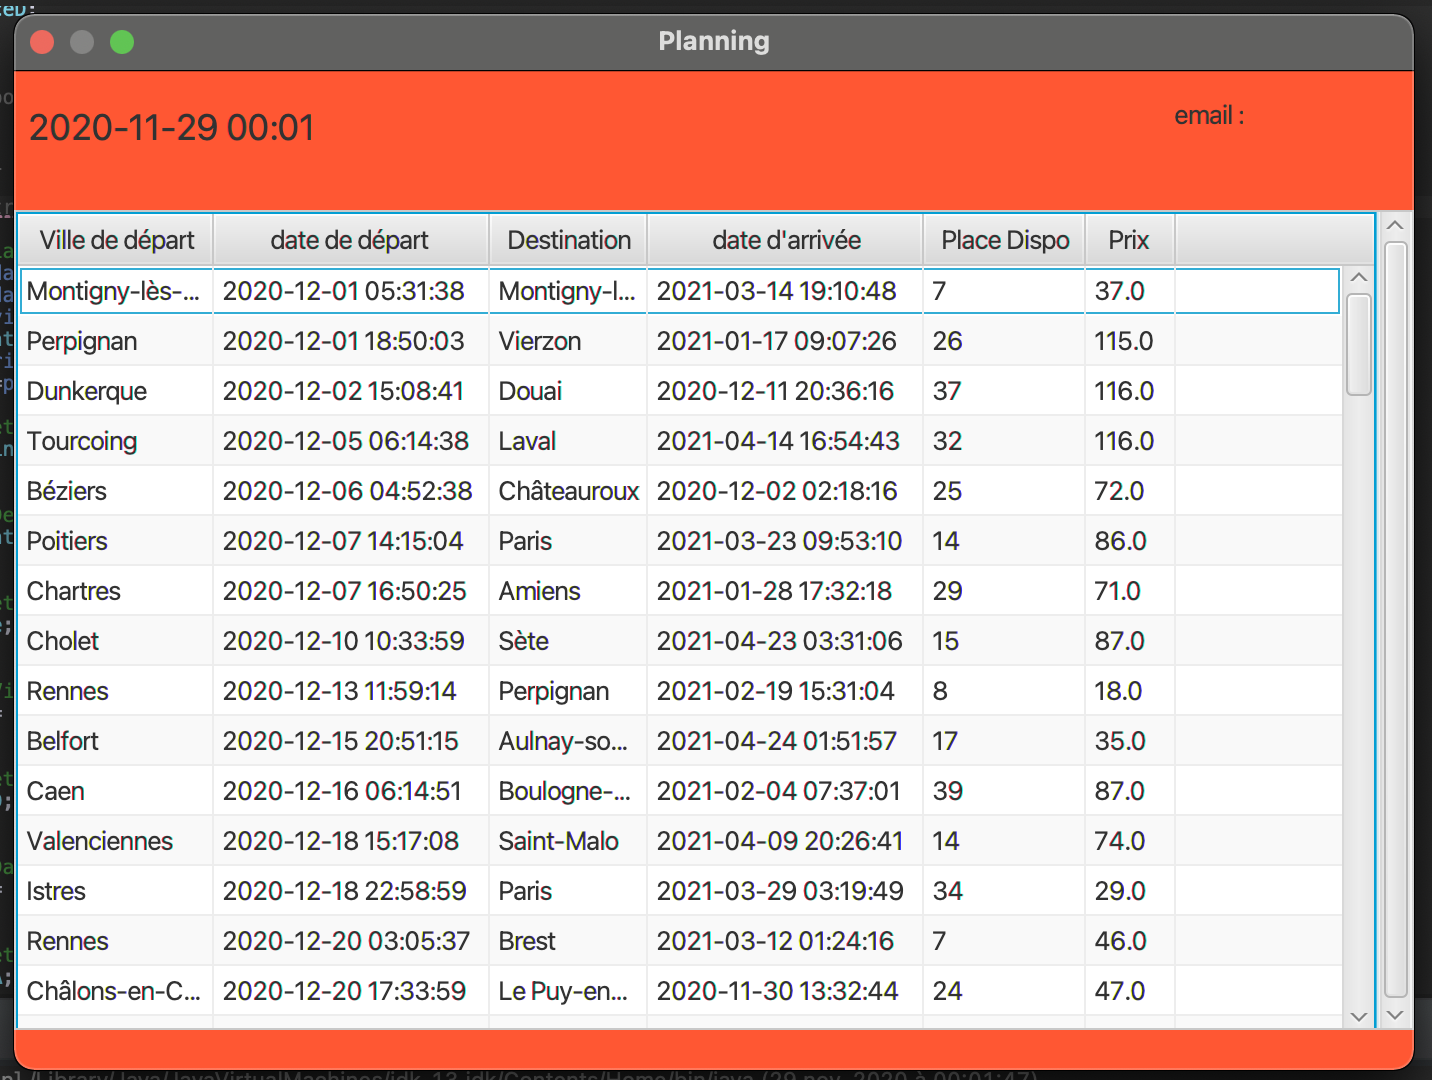 Planning
2020-11-29 00:01
email :
Ville de départ date de départ Destination date d'arrivée Place Dispo Prix
Montigny-lès-... 2020-12-01 05:31:38 Montigny-l... 2021-03-14 19:10:48 7 37.0
Perpignan 2020-12-01 18:50:03 Vierzon 2021-01-17 09:07:26 26 115.0
Dunkerque 2020-12-02 15:08:41 Douai 2020-12-11 20:36:16 37 116.0
Tourcoing 2020-12-05 06:14:38 Laval 2021-04-14 16:54:43 32 116.0
Béziers 2020-12-06 04:52:38 Châteauroux 2020-12-02 02:18:16 25 72.0
Poitiers 2020-12-07 14:15:04 Paris 2021-03-23 09:53:10 14 86.0
Chartres 2020-12-07 16:50:25 Amiens 2021-01-28 17:32:18 29 71.0
Cholet 2020-12-10 10:33:59 Sète 2021-04-23 03:31:06 15 87.0
Rennes 2020-12-13 11:59:14 Perpignan 2021-02-19 15:31:04 8 18.0
Belfort 2020-12-15 20:51:15 Aulnay-so... 2021-04-24 01:51:57 17 35.0
Caen 2020-12-16 06:14:51 Boulogne-... 2021-02-04 07:37:01 39 87.0
Valenciennes 2020-12-18 15:17:08 Saint-Malo 2021-04-09 20:26:41 14 74.0
Istres 2020-12-18 22:58:59 Paris 2021-03-29 03:19:49 34 29.0
Rennes 2020-12-20 03:05:37 Brest 2021-03-12 01:24:16 7 46.0
Châlons-en-C... 2020-12-20 17:33:59 Le Puy-en... 2020-11-30 13:32:44 24 47.0